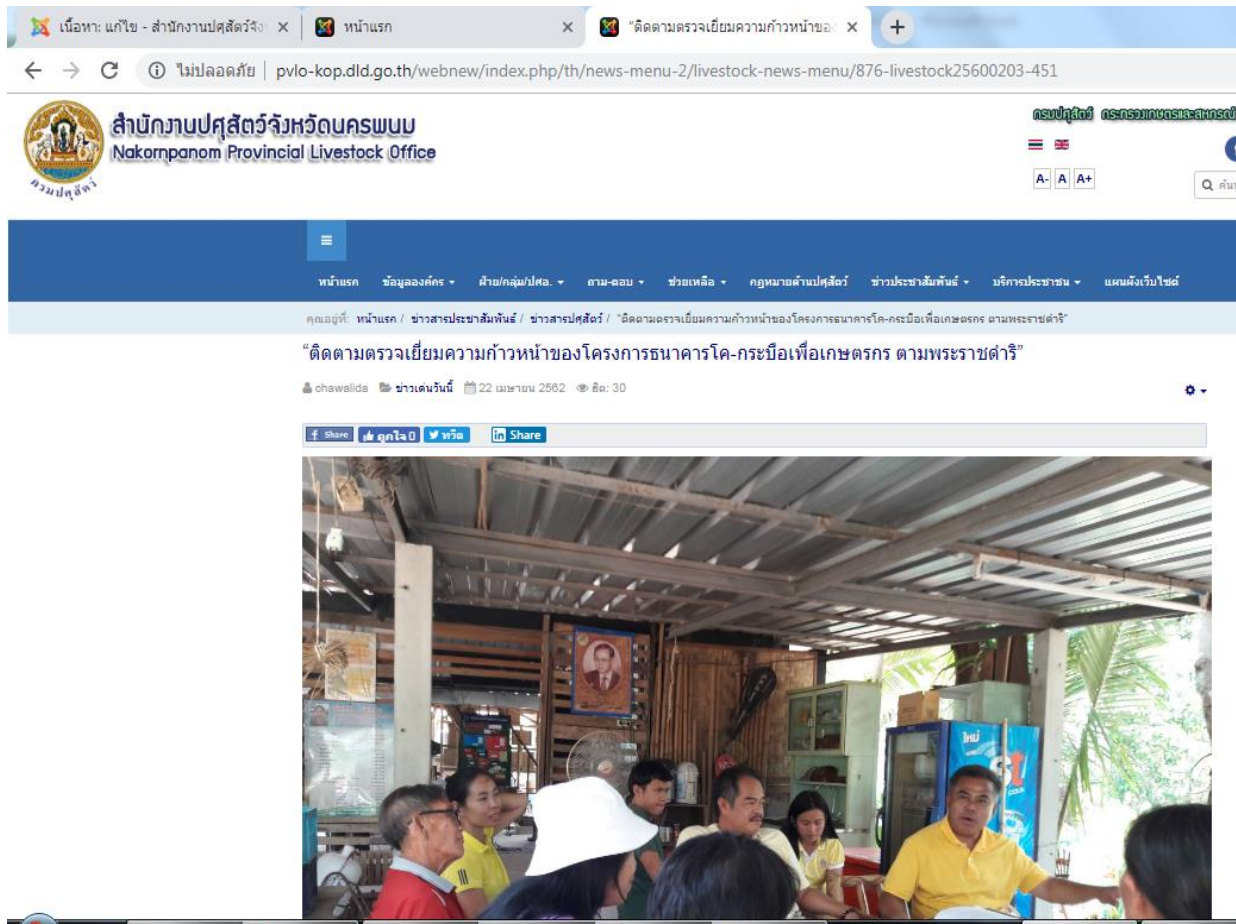 เนื้อหา: แก้ไข - สำนักงานปศุสัตว์จัง
หน้าแรก
“ติดตามตรวจเยี่ยมความก้าวหน้าของ
ไม่ปลอดภัย | pvlo-kop.dld.go.th/webnew/index.php/th/news-menu-2/livestock-news-menu/876-livestock25600203-451
สำนักงานปศุสัตว์จังหวัดนครพนม
Nakornpanom Provincial Livestock Office
กรมปศุสัตว์
กรมปศุสัตว์ กระทรวงเกษตรและสหกรณ์
A- A A+
ค้นห
หน้าแรก ข้อมูลองค์กร ฝ่าย/กลุ่ม/ปศอ. ถาม-ตอบ ช่วยเหลือ กฎหมายด้านปศุสัตว์ ข่าวประชาสัมพันธ์ บริการประชาชน แผนผังเว็บไซต์
คุณอยู่ที่: หน้าแรก / ข่าวสารประชาสัมพันธ์ / ข่าวสารปศุสัตว์ / “ติดตามตรวจเยี่ยมความก้าวหน้าของโครงการธนาคารโค-กระบือเพื่อเกษตรกร ตามพระราชดำริ”
“ติดตามตรวจเยี่ยมความก้าวหน้าของโครงการธนาคารโค-กระบือเพื่อเกษตรกร ตามพระราชดำริ”
chawalida ข่าวเด่นวันนี้ 22 เมษายน 2562 ฮิต: 30
f Share ถูกใจ 0 ทวีต in Share
ใหม่
est